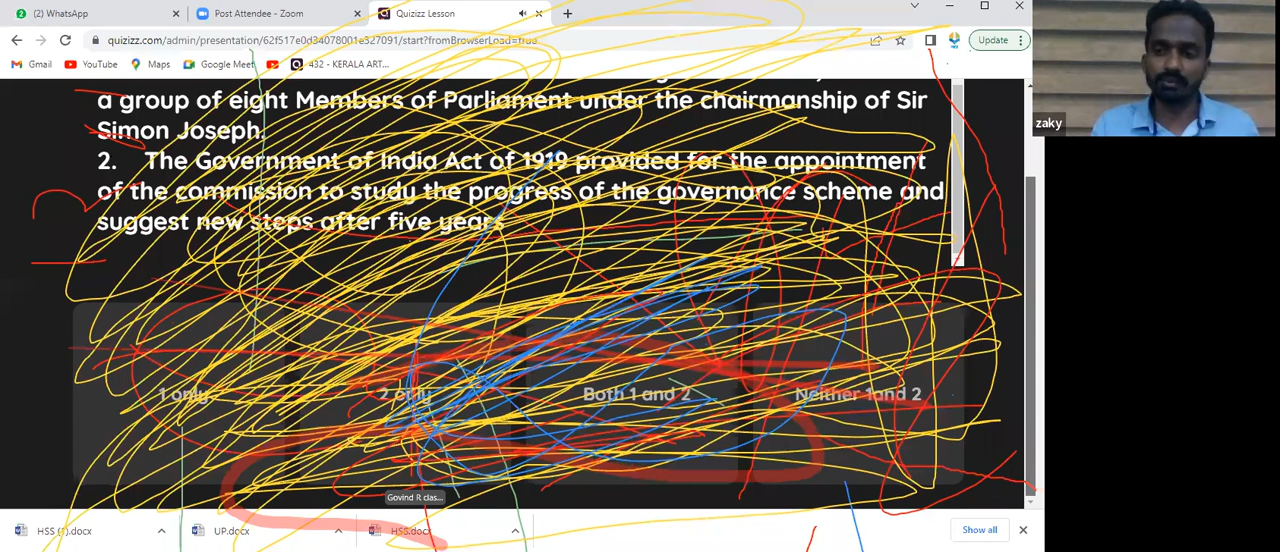 (2) WhatsApp
Post Attendee - Zoom
Quizizz Lesson
quizizz.com/admin/presentation/62f517e0d34078001e327091/start?fromBrowserLoad=true
Update
Gmail
YouTube
Maps
Google Meet
432 - KERALA ART...
zaky
a group of eight Members of Parliament under the chairmanship of Sir
Simon Joseph.
2. The Government of India Act of 1919 provided for the appointment
of the commission to study the progress of the governance scheme and
suggest new steps after five years
1 only
2 only
Both 1 and 2
Neither 1and 2
Govind R clas...
HSS (1).docx
UP.docx
HSS.docx
Show all